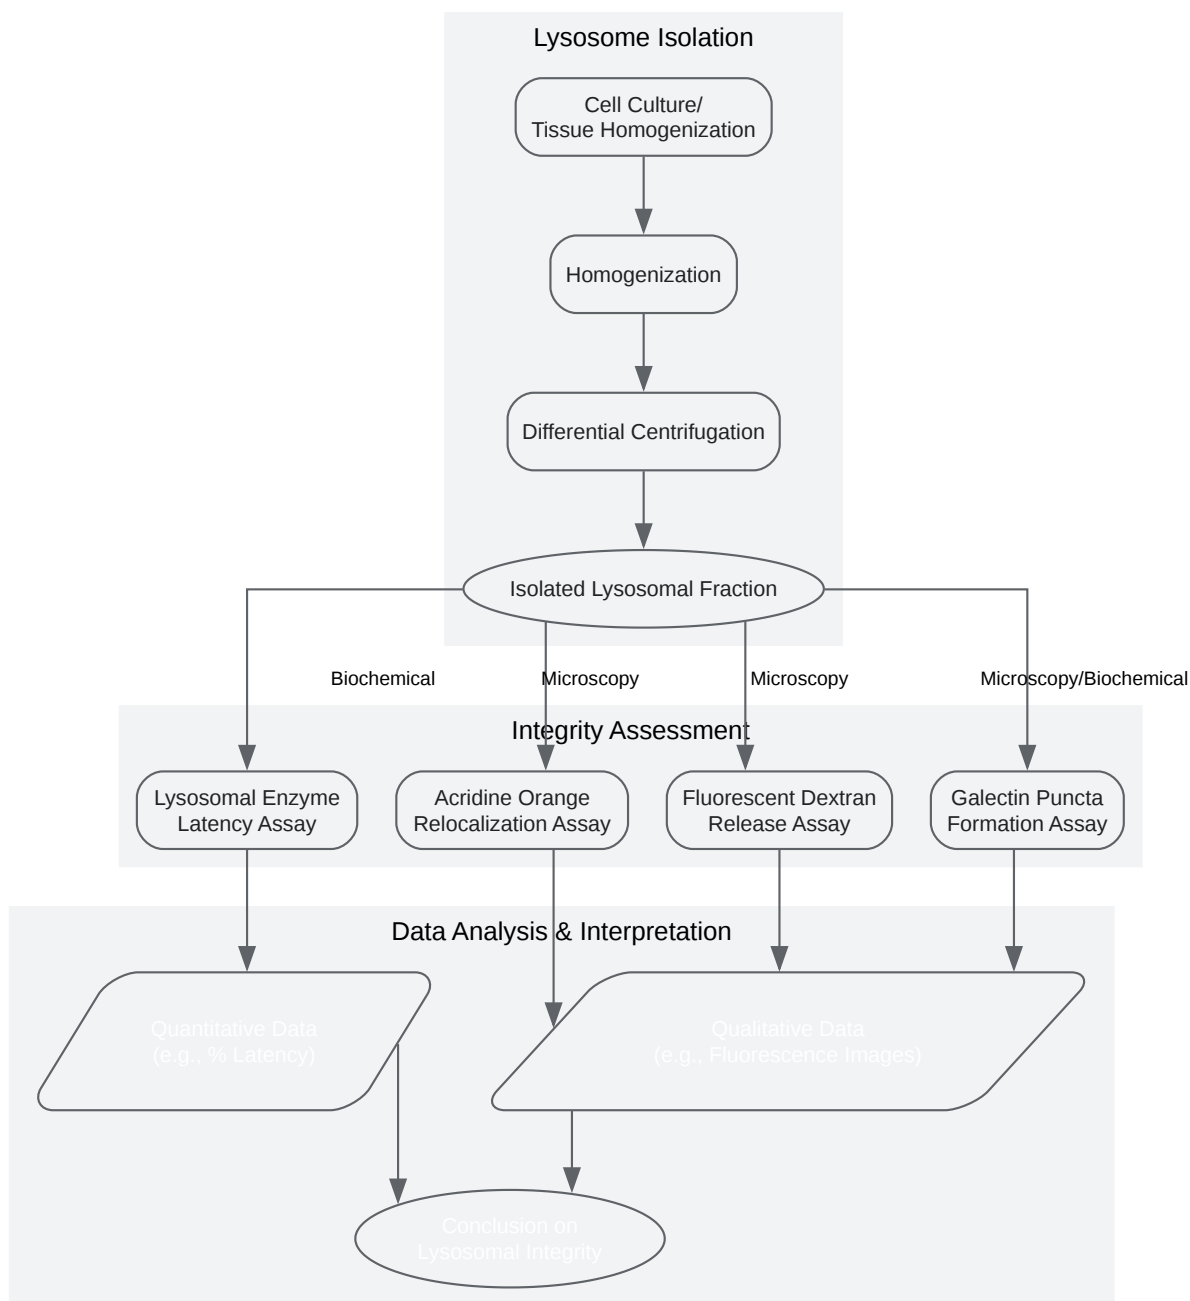 Lysosome Isolation
Cell Culture/
Tissue Homogenization
Homogenization
Differential Centrifugation
Isolated Lysosomal Fraction
Biochemical
Microscopy
Microscopy
Microscopy/Biochemical
Integrity Assessment
Lysosomal Enzyme
Latency Assay
Acridine Orange
Relocalization Assay
Fluorescent Dextran
Release Assay
Galectin Puncta
Formation Assay
Data Analysis & Interpretation
Quantitative Data
(e.g., % Latency)
Qualitative Data
(e.g., Fluorescence Images)
Conclusion on
Lysosomal Integrity